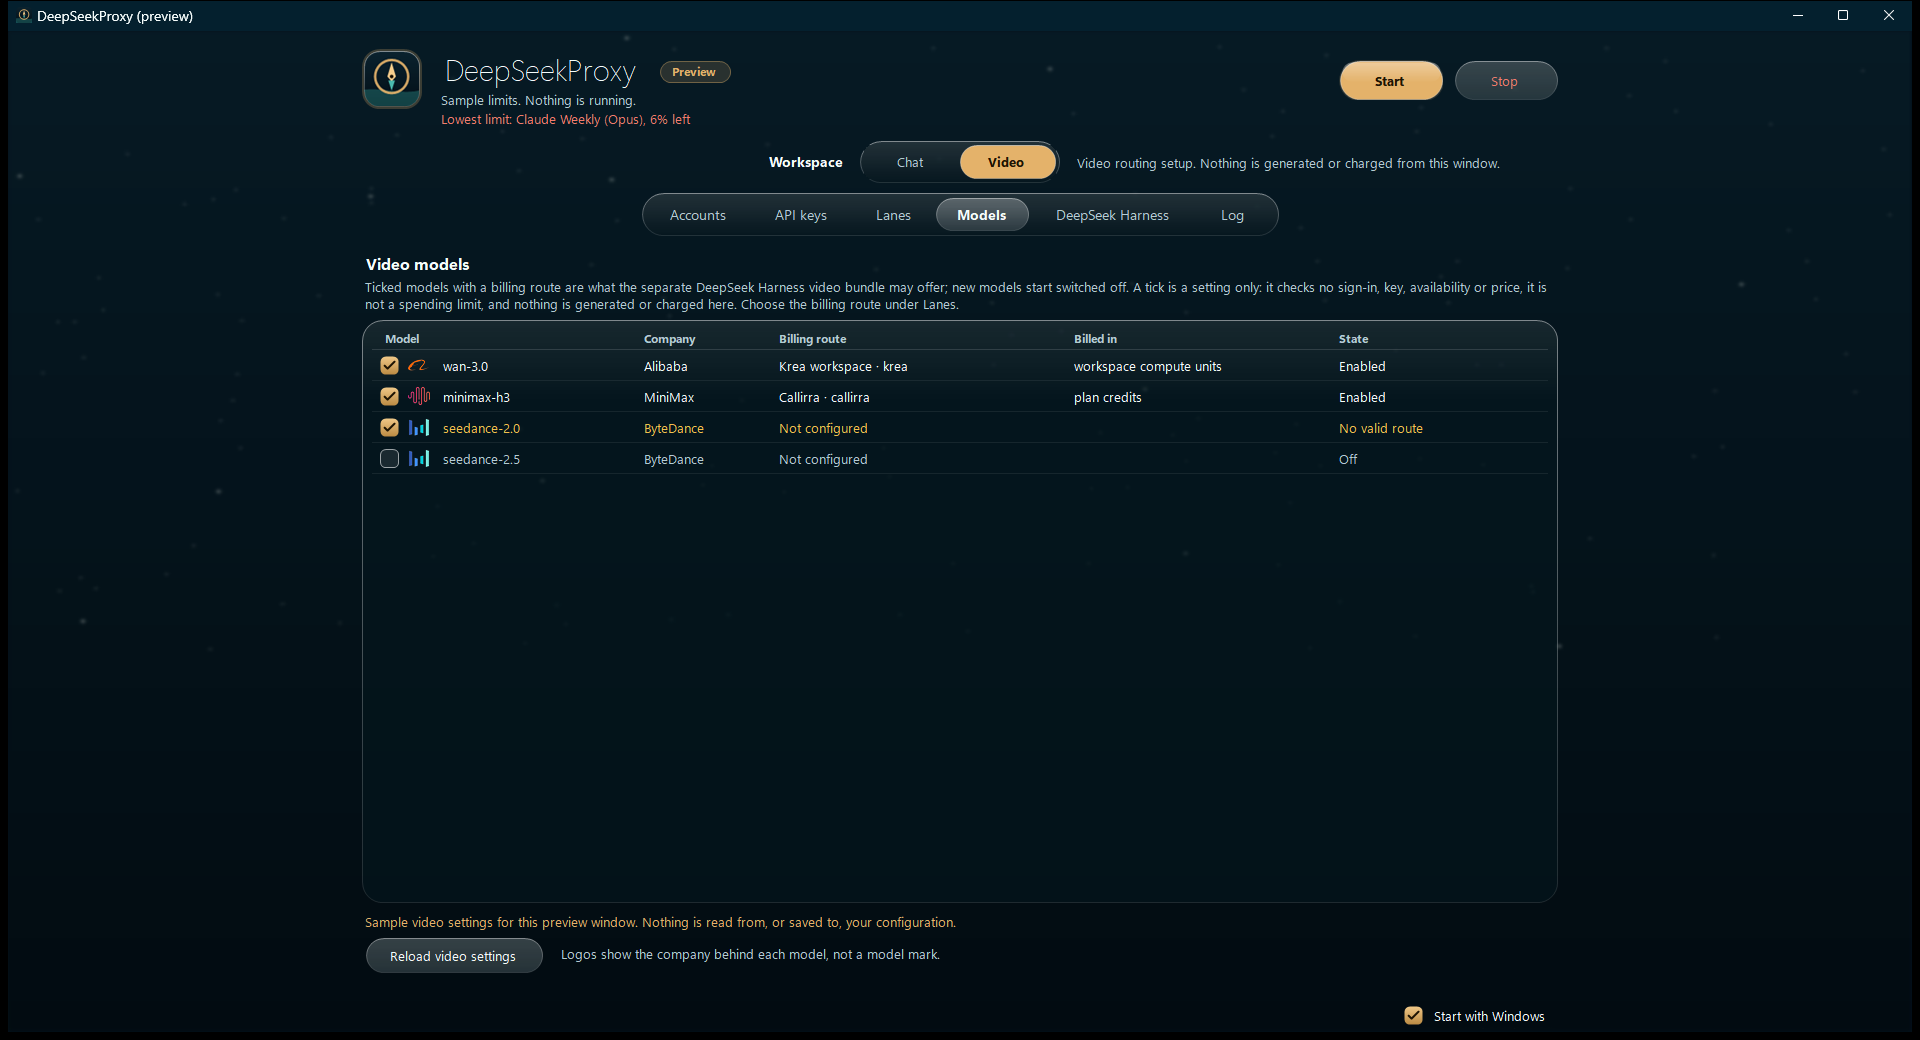 DeepSeekProxy (preview)
DeepSeekProxy
Preview
Start
Stop
Sample limits. Nothing is running.
Lowest limit: Claude Weekly (Opus), 6% left
Workspace
Chat
Video
Video routing setup. Nothing is generated or charged from this window.
Accounts
API keys
Lanes
Models
DeepSeek Harness
Log
Video models
Ticked models with a billing route are what the separate DeepSeek Harness video bundle may offer; new models start switched off. A tick is a setting only: it checks no sign-in, key, availability or price, it is
not a spending limit, and nothing is generated or charged here. Choose the billing route under Lanes.
Model Company Billing route Billed in State
wan-3.0 Alibaba Krea workspace · krea workspace compute units Enabled
minimax-h3 MiniMax Callirra · callirra plan credits Enabled
seedance-2.0 ByteDance Not configured No valid route
seedance-2.5 ByteDance Not configured Off
Sample video settings for this preview window. Nothing is read from, or saved to, your configuration.
Reload video settings
Logos show the company behind each model, not a model mark.
Start with Windows